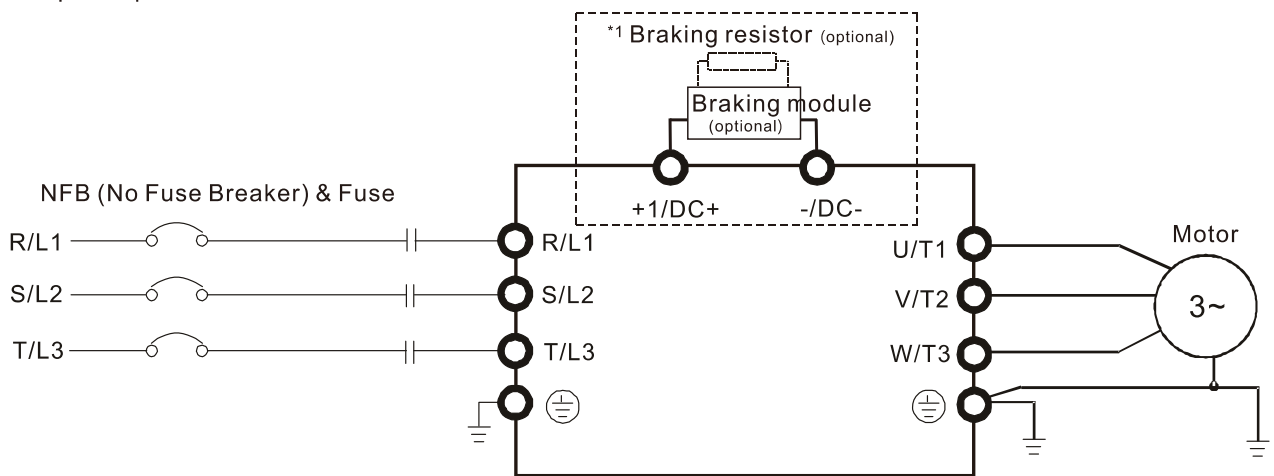 *1 Braking resistor (optional)
Braking module
(optional)
+1/DC+
-/DC-
NFB (No Fuse Breaker) & Fuse
R/L1
R/L1
U/T1
Motor
S/L2
S/L2
V/T2
3~
T/L3
T/L3
W/T3